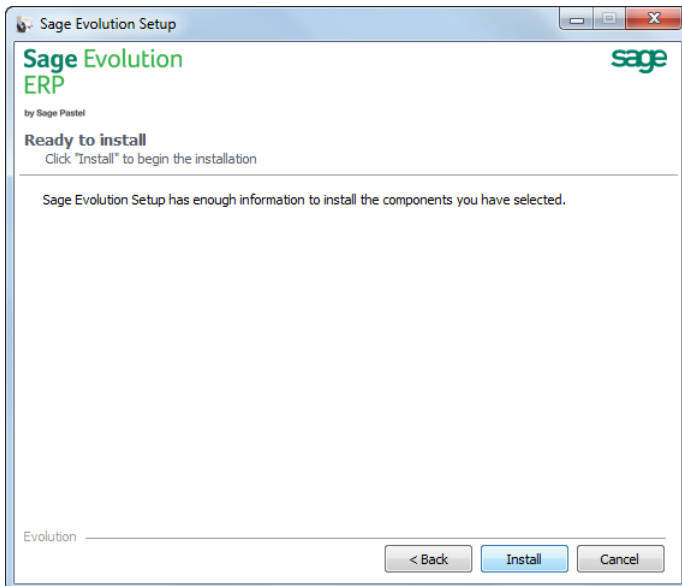 Sage Evolution Setup
Sage Evolution
ERP
sage
by Sage Pastel
Ready to install
Click "Install" to begin the installation
Sage Evolution Setup has enough information to install the components you have selected.
Evolution
< Back
Install
Cancel